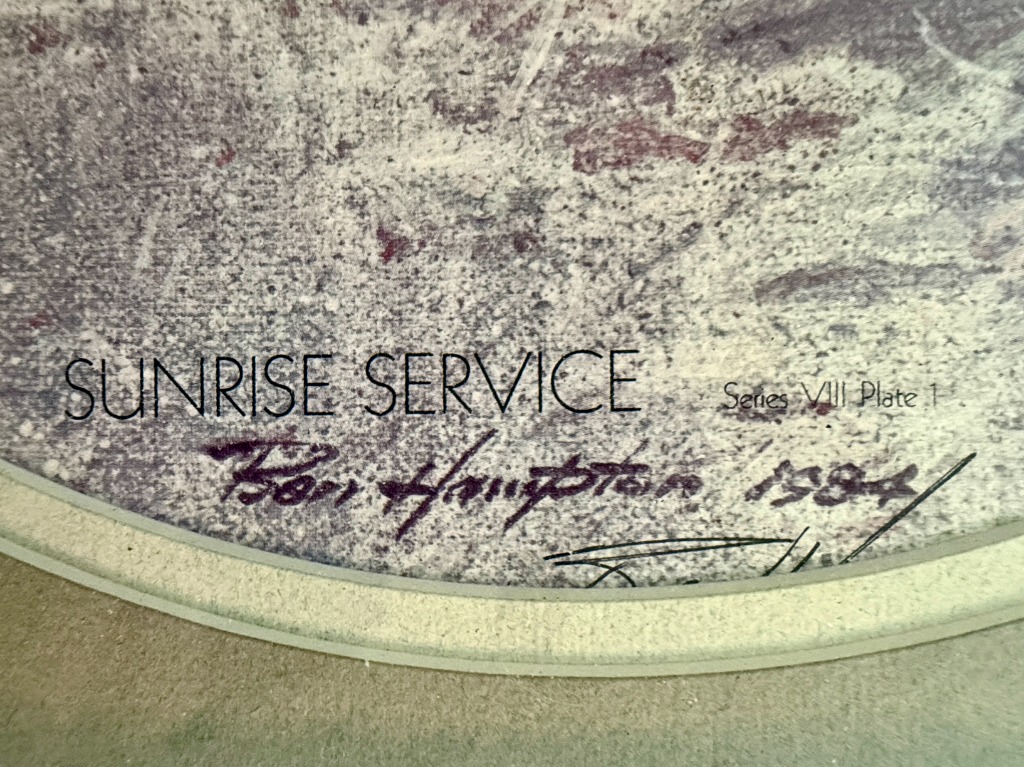 SUNRISE SERVICE Series VIII Plate 1
Ben Hampton 1984